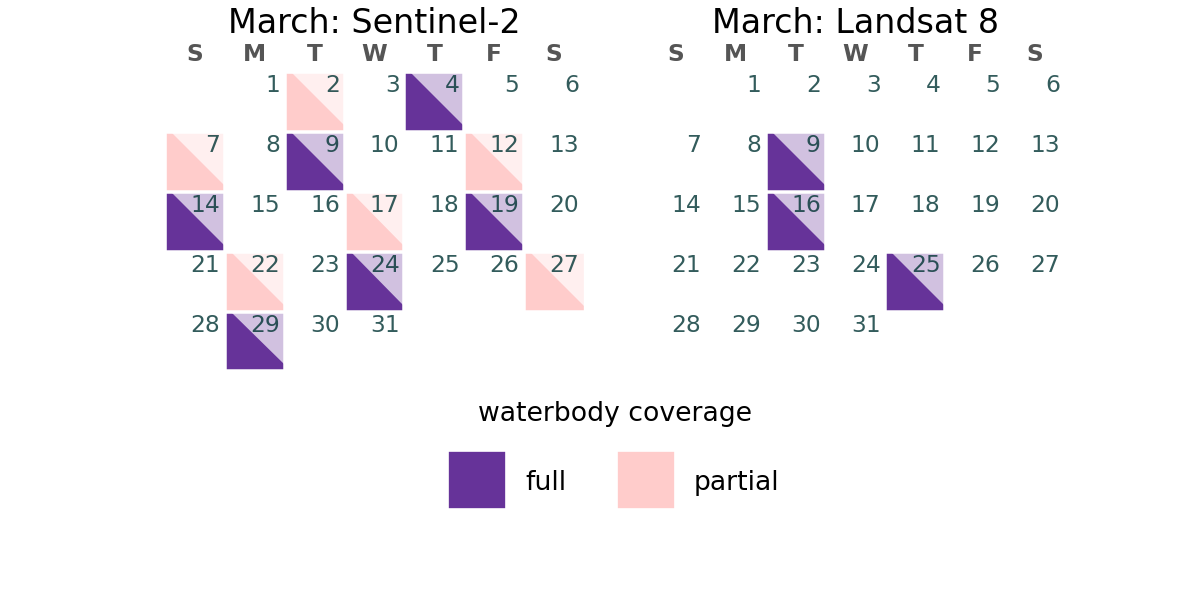 March: Sentinel-2
S M T W T F S
1 2 3 4 5 6
7 8 9 10 11 12 13
14 15 16 17 18 19 20
21 22 23 24 25 26 27
28 29 30 31
March: Landsat 8
S M T W T F S
1 2 3 4 5 6
7 8 9 10 11 12 13
14 15 16 17 18 19 20
21 22 23 24 25 26 27
28 29 30 31
waterbody coverage
full
partial